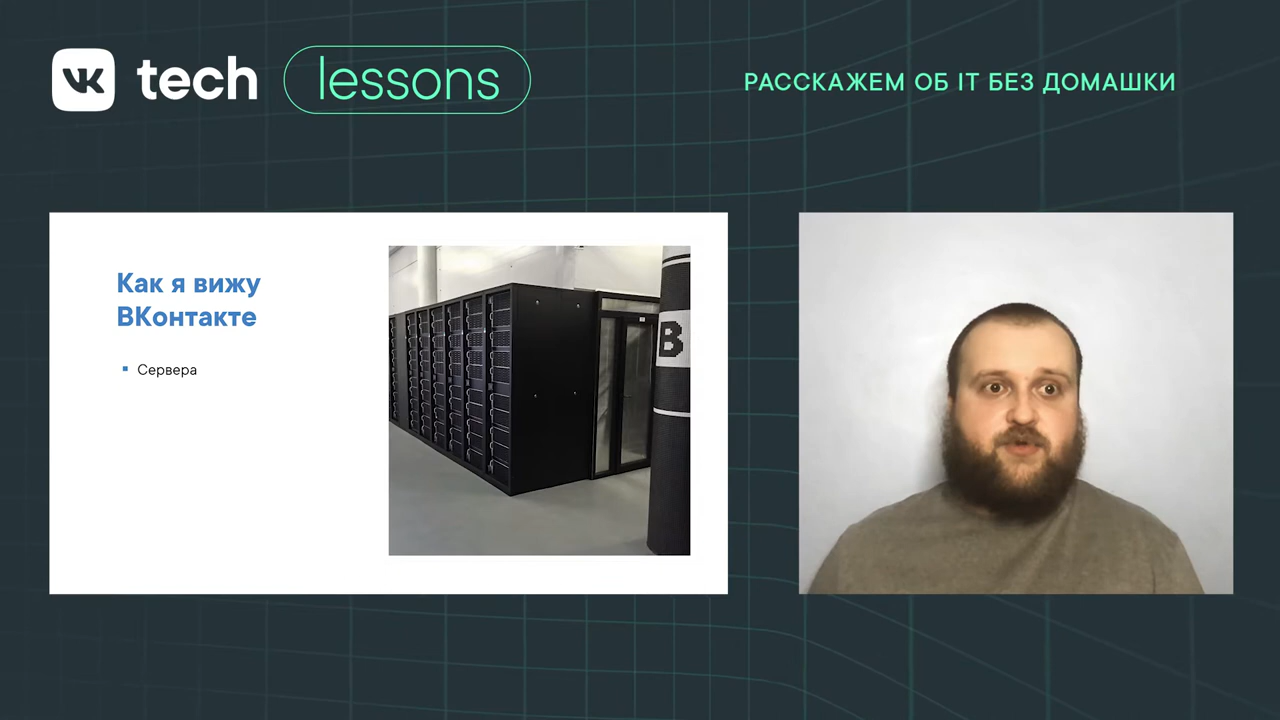 VK tech lessons
РАССКАЖЕМ ОБ IT БЕЗ ДОМАШКИ
Как я вижу
ВКонтакте
Сервера
B